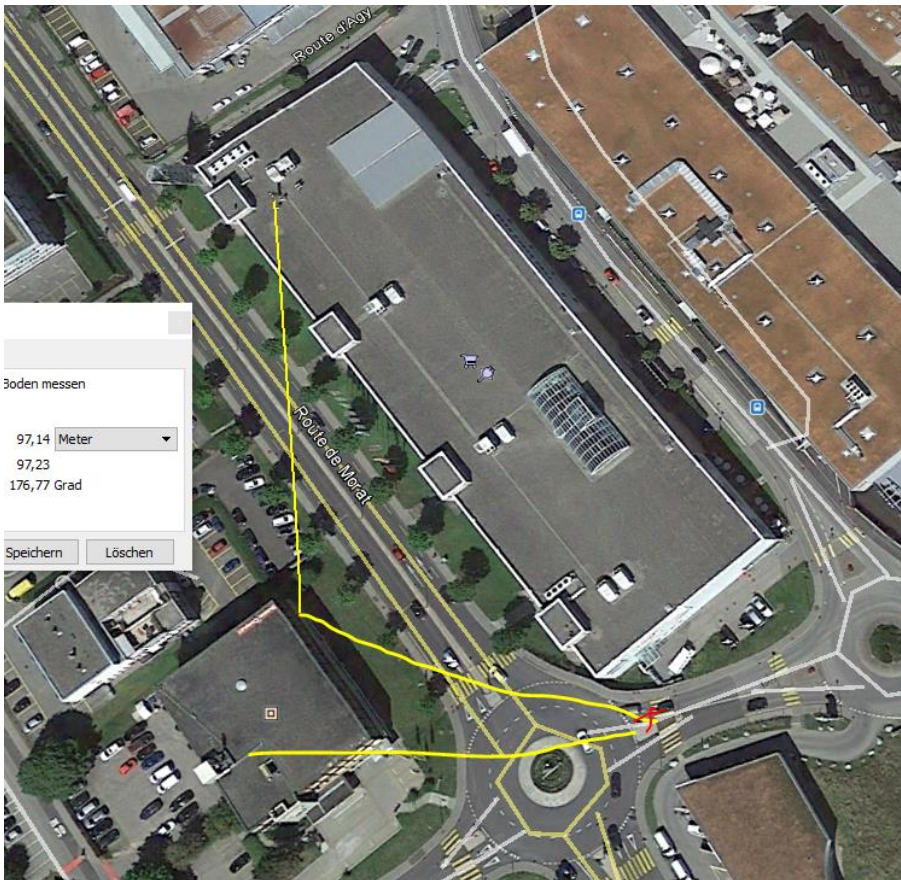 Route d'Agy
Boden messen
97,14 Meter
97,23
176,77 Grad
Speichern Löschen
Route de Morat